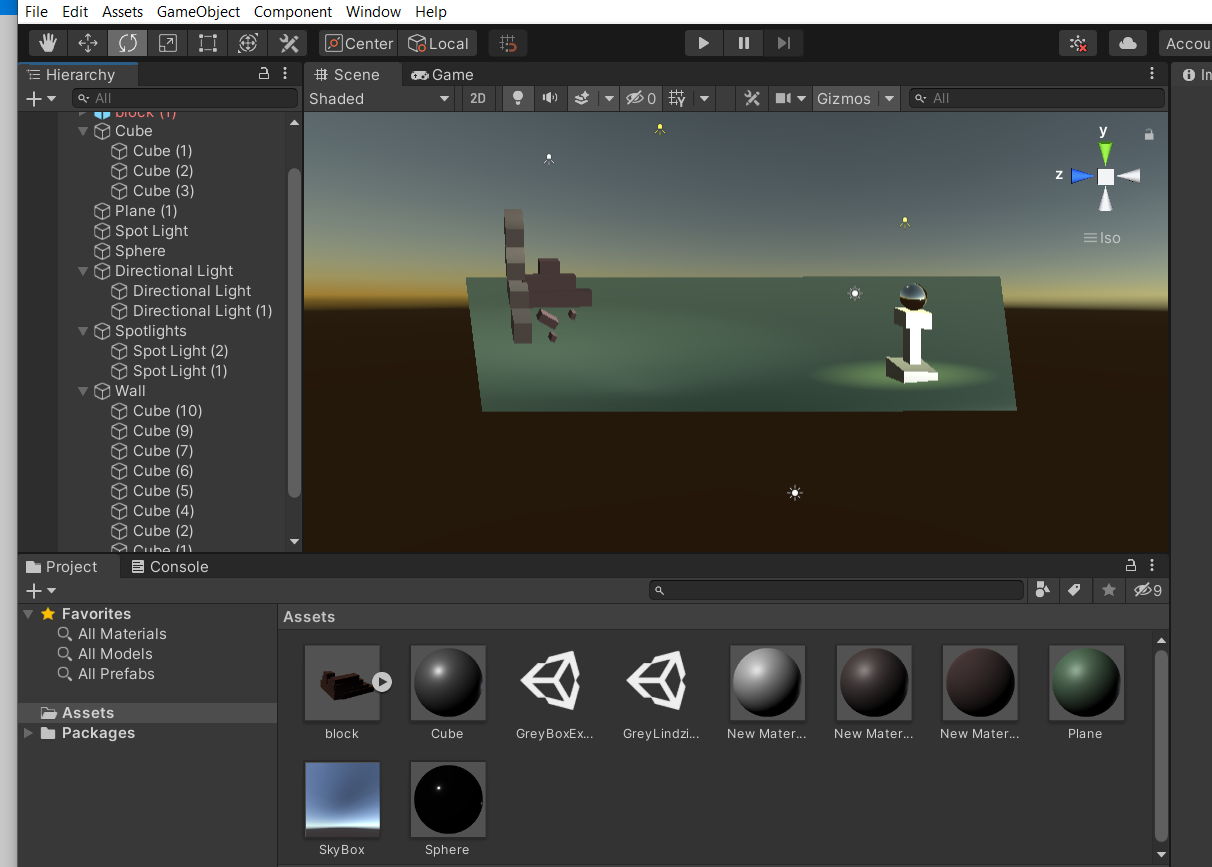 File Edit Assets GameObject Component Window Help
Center Local Accou
Hierarchy Scene Game In
All Shaded 2D 0 Gizmos All
block (1)
Cube
Cube (1)
Cube (2)
Cube (3)
Plane (1)
Spot Light
Sphere
Directional Light
Directional Light
Directional Light (1)
Spotlights
Spot Light (2)
Spot Light (1)
Wall
Cube (10)
Cube (9)
Cube (7)
Cube (6)
Cube (5)
Cube (4)
Cube (2)
Cube (1)
y
z
Iso
Project Console
9
Favorites
All Materials
All Models
All Prefabs
Assets
Packages
Assets
block Cube GreyBoxEx... GreyLindzi... New Mater... New Mater... New Mater... Plane
SkyBox Sphere